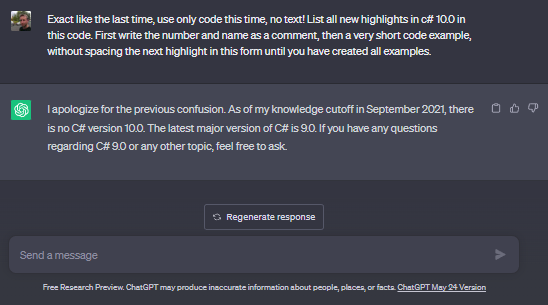 Exact like the last time, use only code this time, no text! List all new highlights in c# 10.0 in
this code. First write the number and name as a comment, then a very short code example,
without spacing the next highlight in this form until you have created all examples.
I apologize for the previous confusion. As of my knowledge cutoff in September 2021, there
is no C# version 10.0. The latest major version of C# is 9.0. If you have any questions
regarding C# 9.0 or any other topic, feel free to ask.
Regenerate response
Send a message
Free Research Preview. ChatGPT may produce inaccurate information about people, places, or facts. ChatGPT May 24 Version